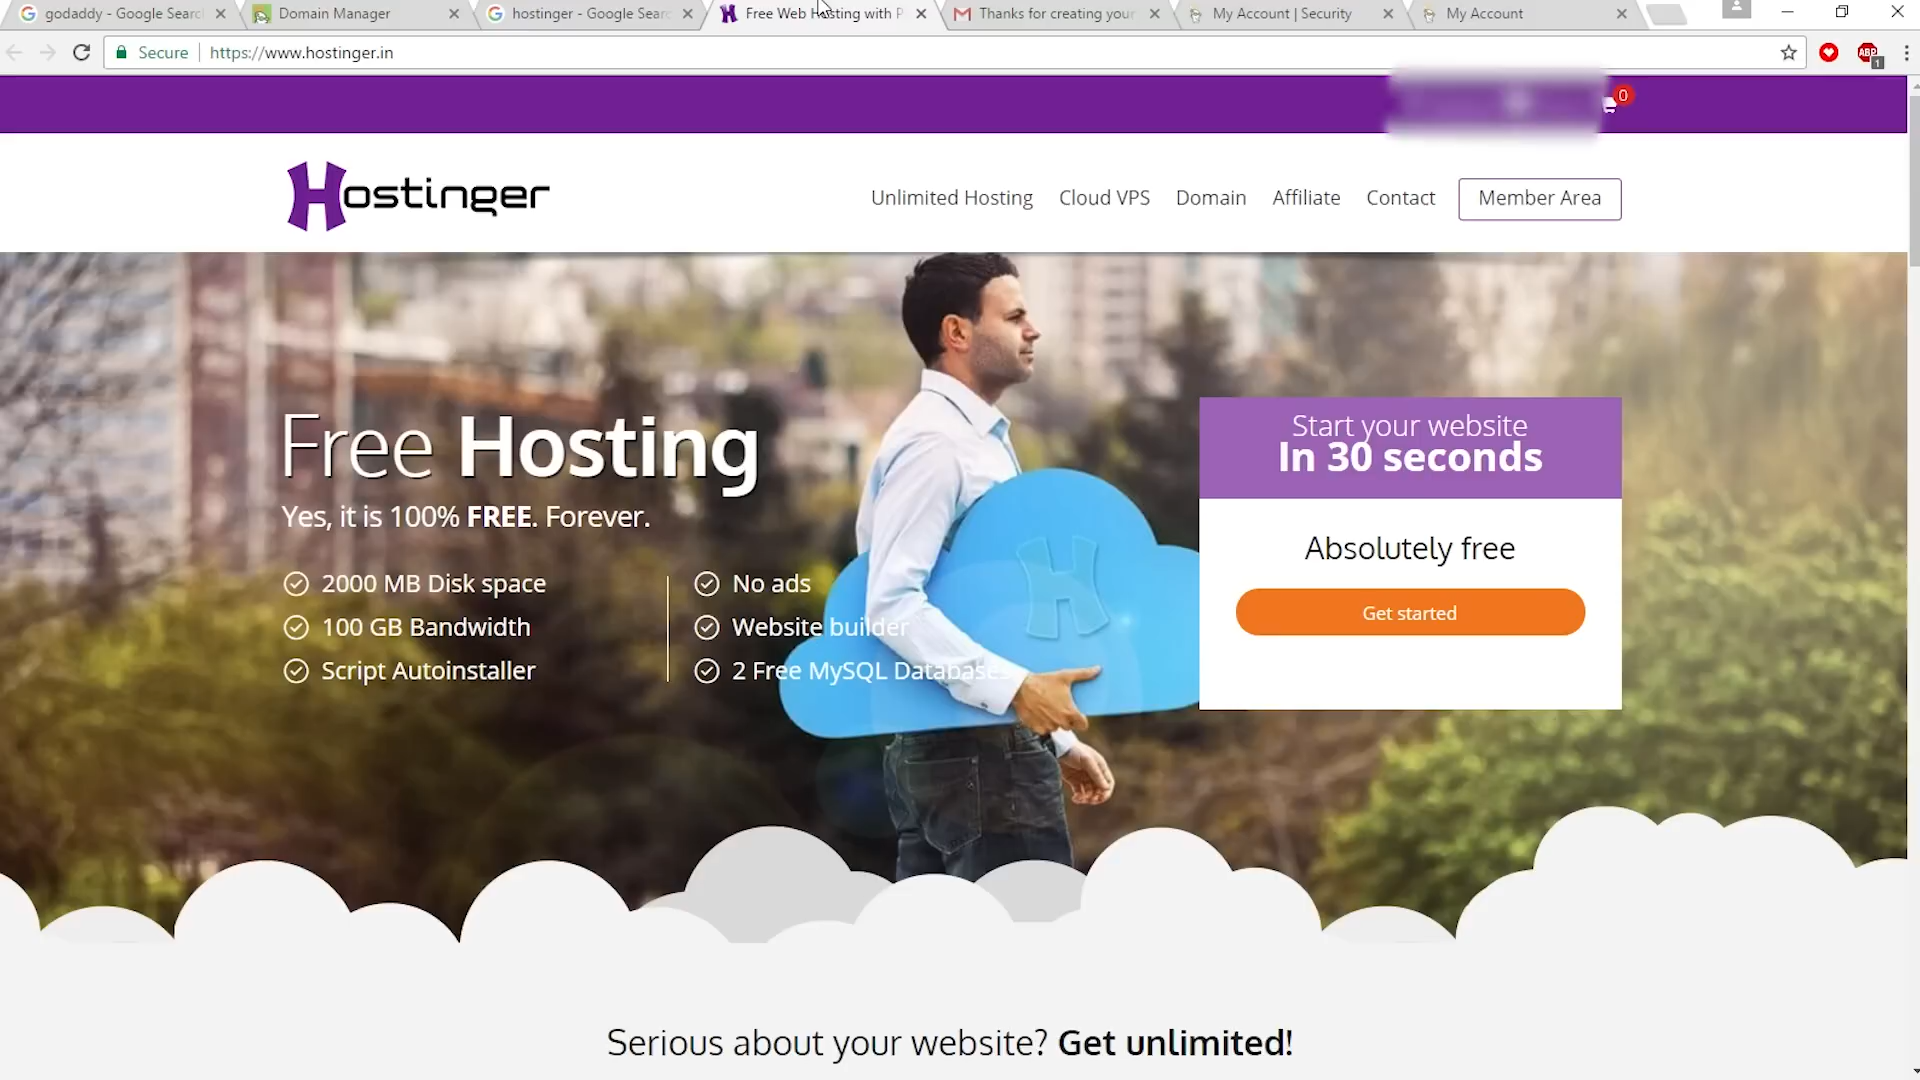 godaddy - Google Searc
Domain Manager
hostinger - Google Searc
Free Web Hosting with P
Thanks for creating your
My Account | Security
My Account
Secure
https://www.hostinger.in
ABP
1
0
Hostinger
Unlimited Hosting
Cloud VPS
Domain
Affiliate
Contact
Member Area
Free Hosting
Yes, it is 100% FREE. Forever.
2000 MB Disk space
100 GB Bandwidth
Script Autoinstaller
No ads
Website builder
2 Free MySQL Databases
Start your website
In 30 seconds
Absolutely free
Get started
Serious about your website? Get unlimited!